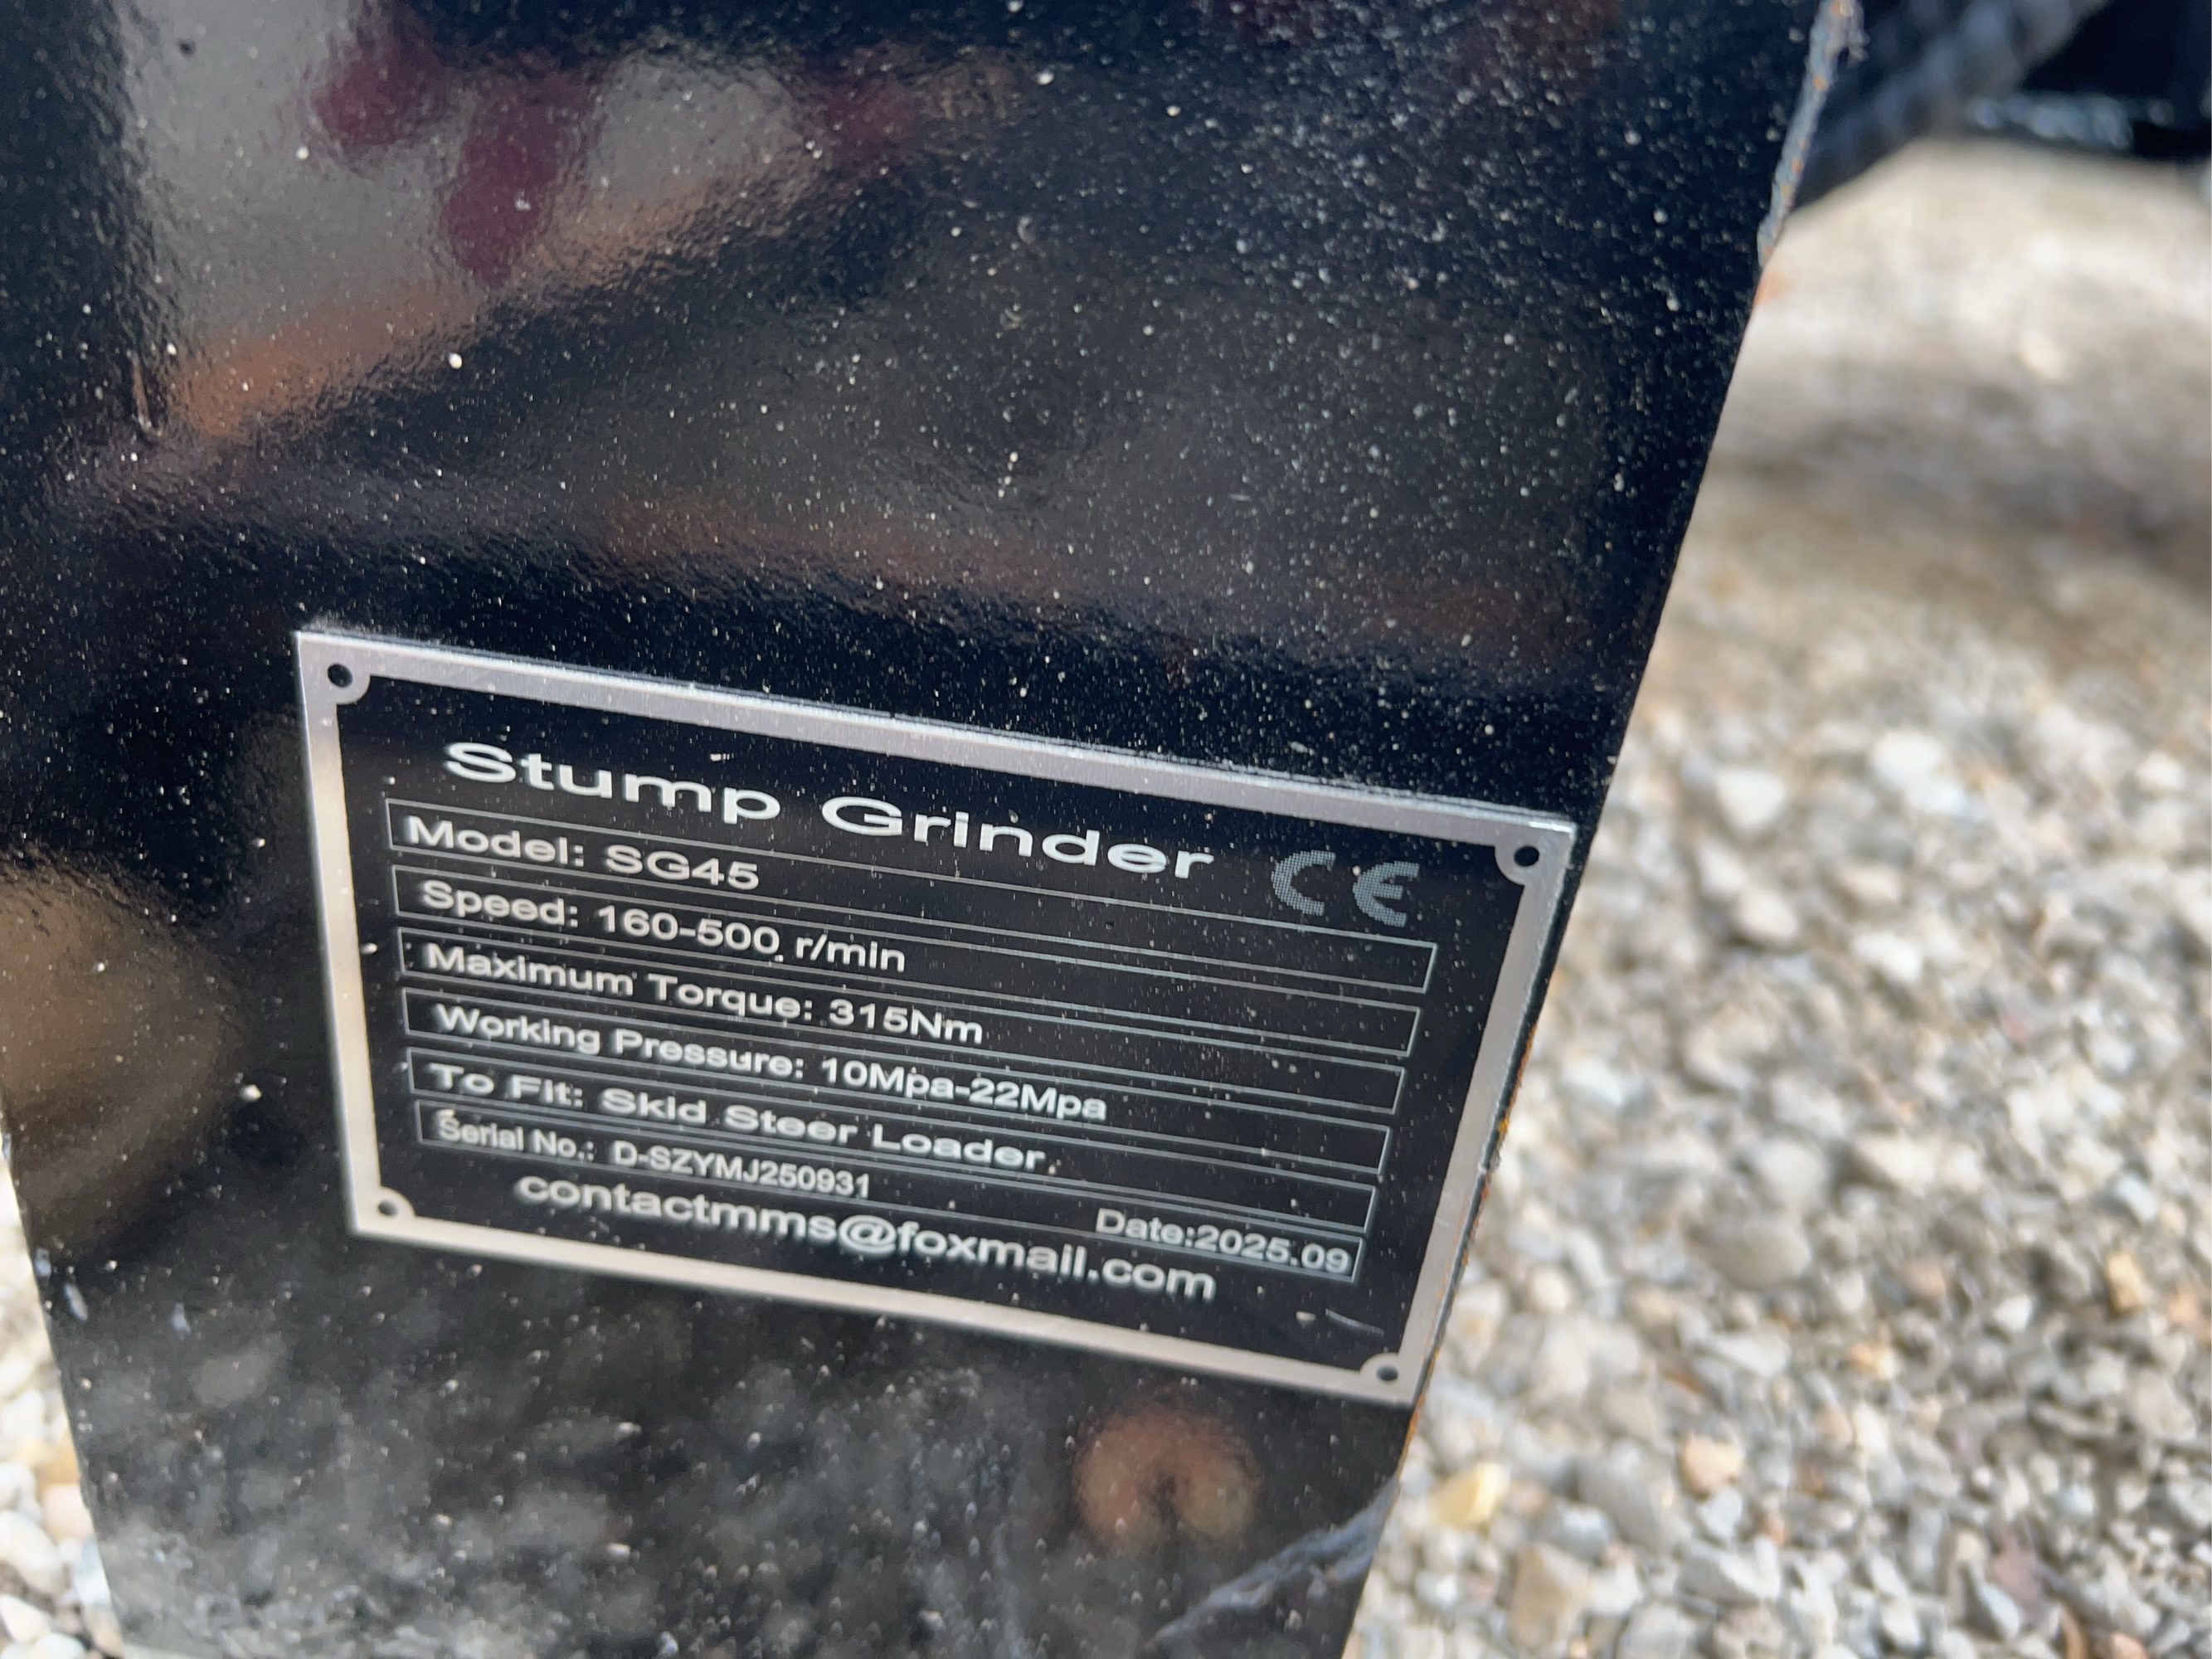 Stump Grinder
CE
Model: SG45
Speed: 160-500 r/min
Maximum Torque: 315Nm
Working Pressure: 10Mpa-22Mpa
To Fit: Skid Steer Loader
Serial No.: D-SZYMJ250931
Date:2025.09
contactmms@foxmail.com